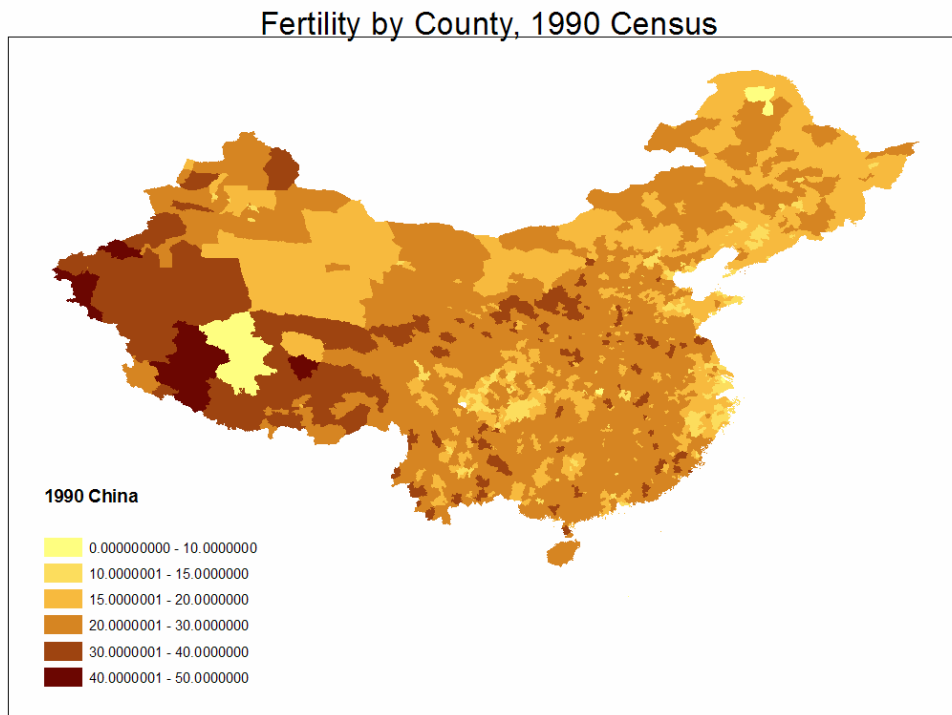 Fertility by County, 1990 Census
1990 China
0.000000000 - 10.0000000
10.0000001 - 15.0000000
15.0000001 - 20.0000000
20.0000001 - 30.0000000
30.0000001 - 40.0000000
40.0000001 - 50.0000000